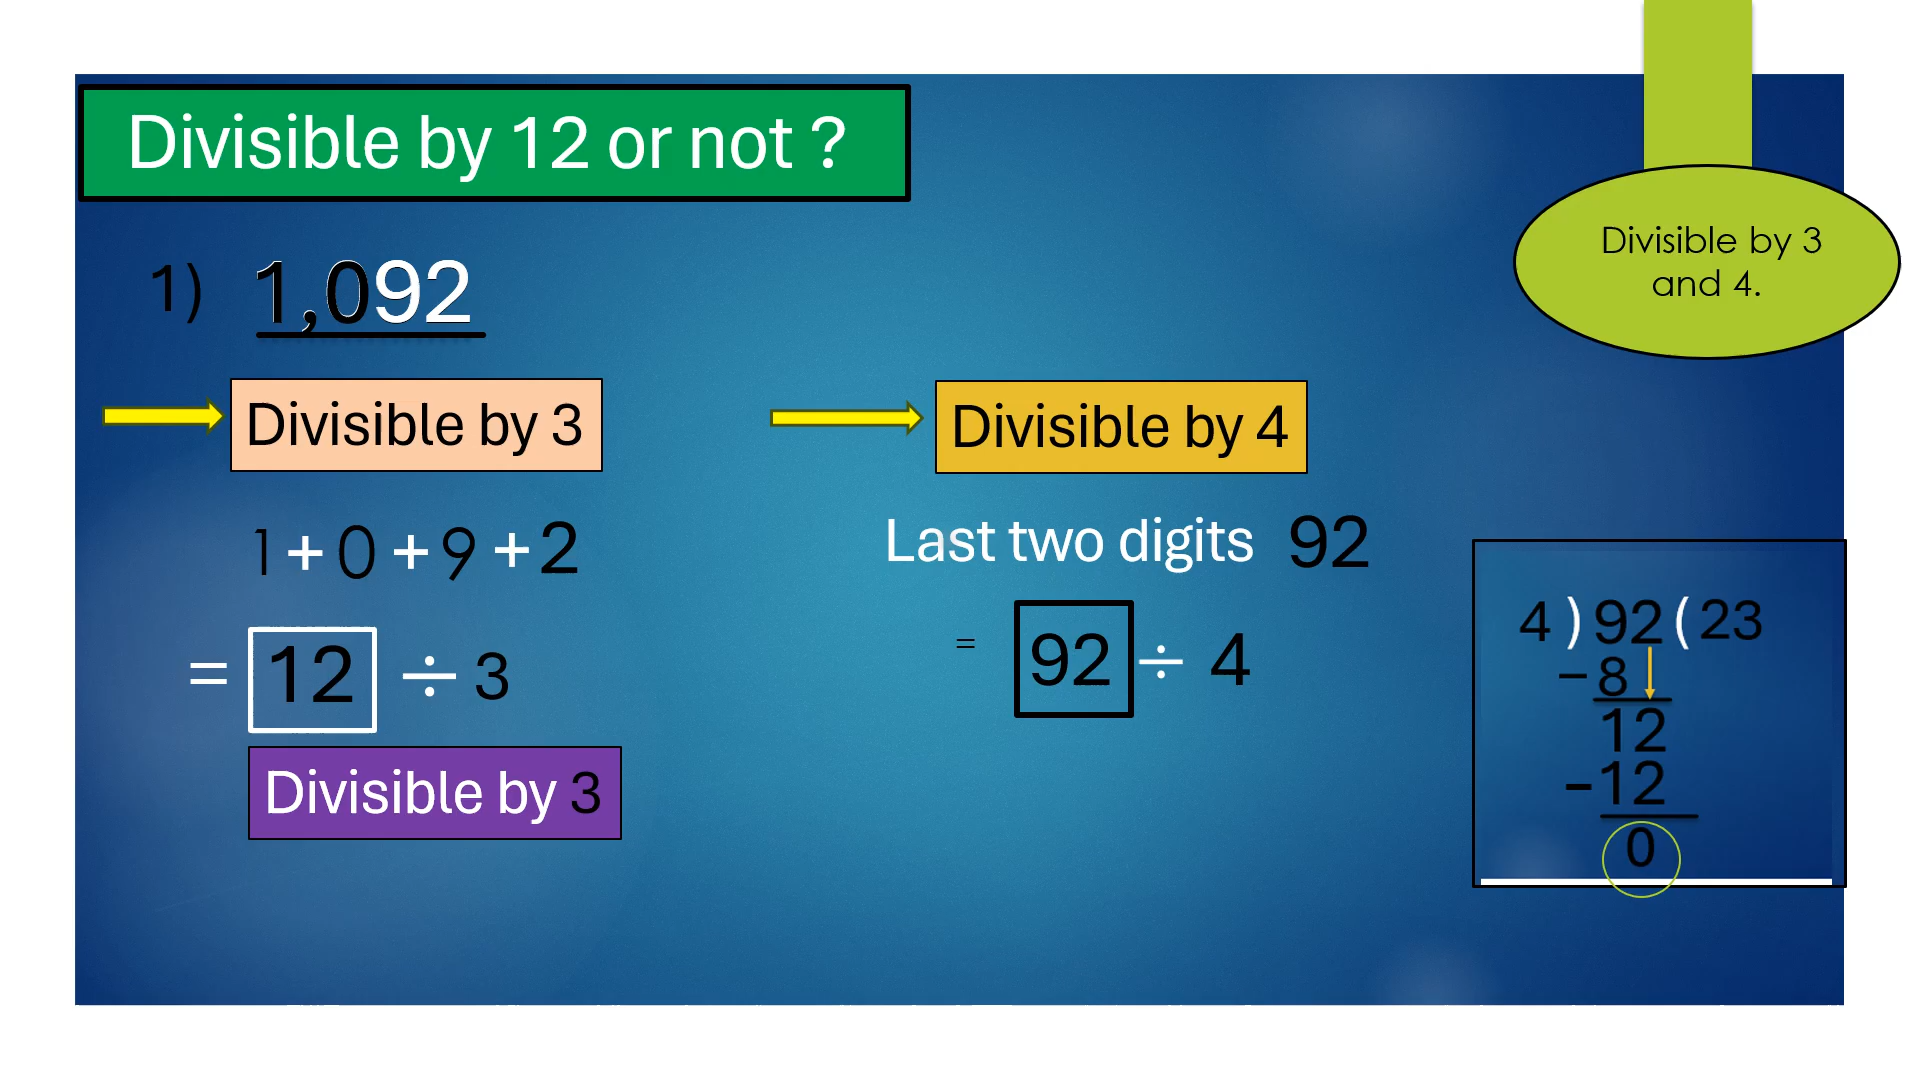 Divisible by 12 or not ?
Divisible by 3
and 4.
1) 1,092
Divisible by 3
1 + 0 + 9 + 2
= 12 ÷ 3
Divisible by 3
Divisible by 4
Last two digits 92
= 92 ÷ 4
4 ) 92 ( 23
− 8
12
− 12
0